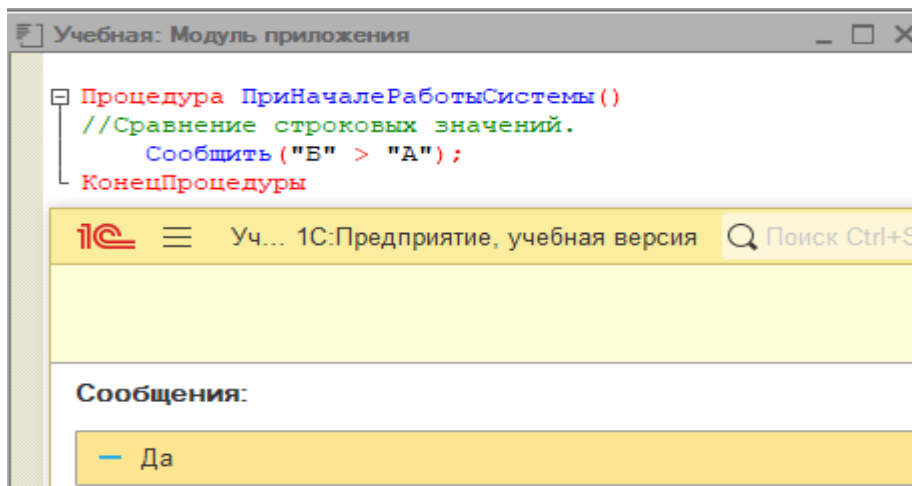 Учебная: Модуль приложения
Процедура ПриНачалеРаботыСистемы()
//Сравнение строковых значений.
Сообщить("Б" > "А");
КонецПроцедуры
1С Уч... 1С:Предприятие, учебная версия Поиск Ctrl+S
Сообщения:
— Да